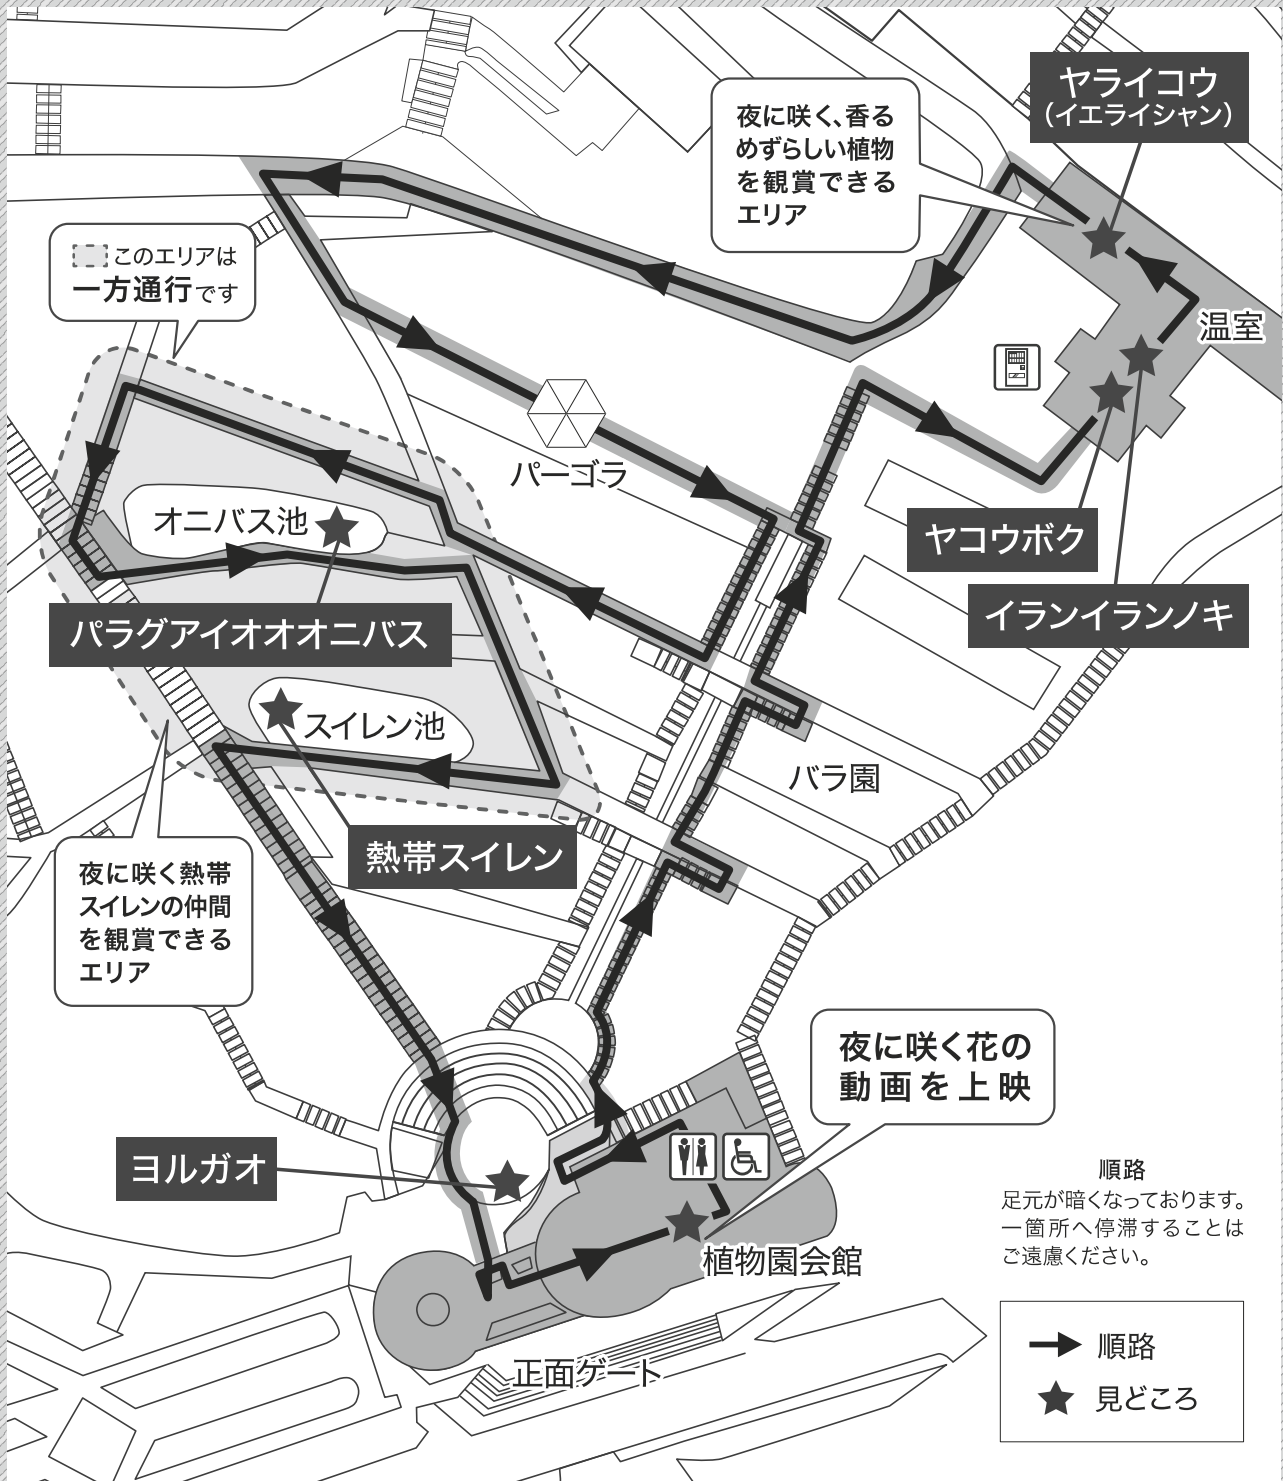 ヤライコウ
（イエライシャン）
夜に咲く、香る
めずらしい植物
を観賞できる
エリア
このエリアは
一方通行です
温室
パーゴラ
オニバス池
ヤコウボク
イランイランノキ
パラグアイオオオニバス
スイレン池
バラ園
熱帯スイレン
夜に咲く熱帯
スイレンの仲間
を観賞できる
エリア
夜に咲く花の
動画を上映
ヨルガオ
植物園会館
正面ゲート
順路
足元が暗くなっております。
一箇所へ停滞することは
ご遠慮ください。
順路
見どころ